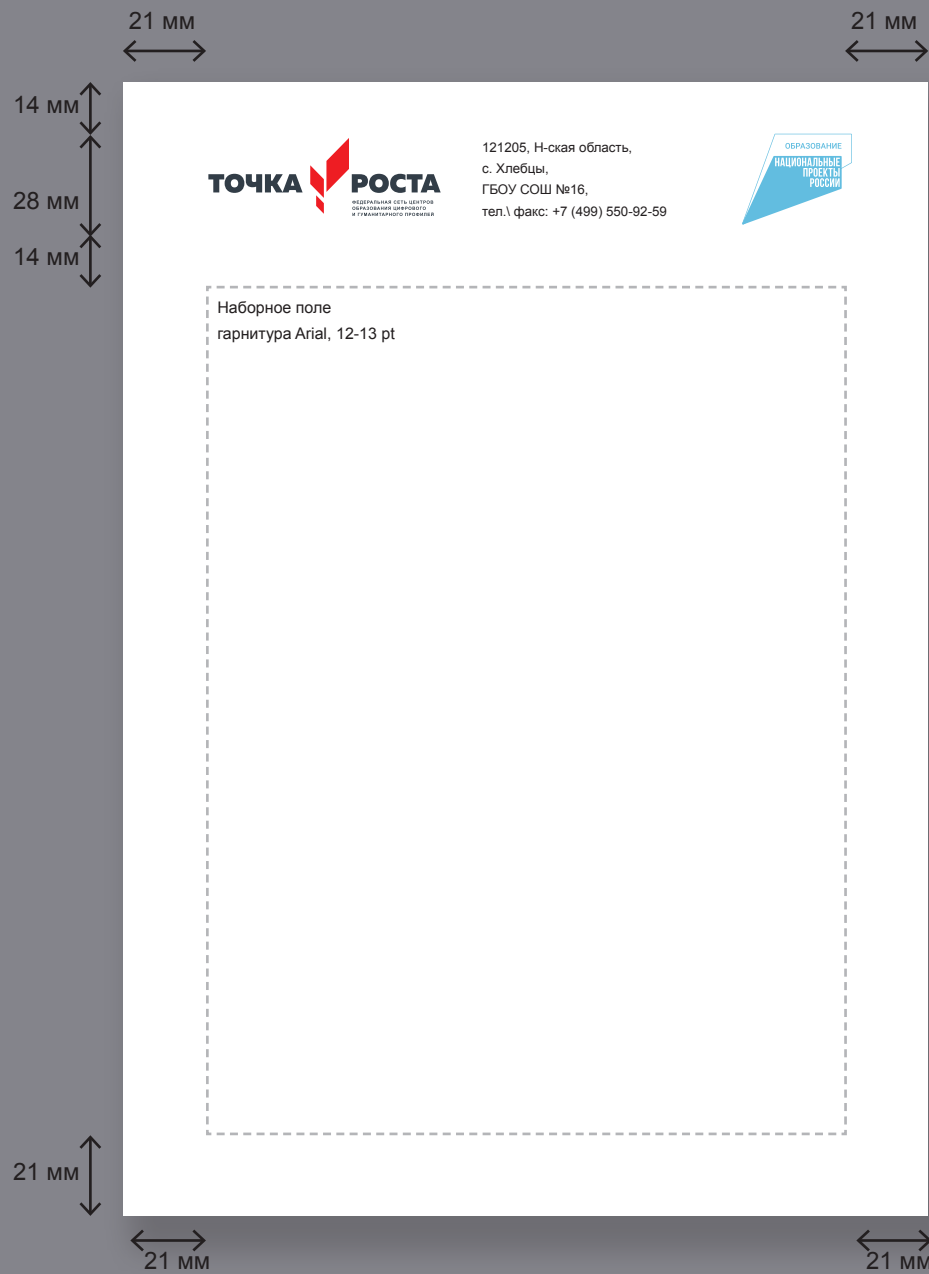 21 мм
21 мм
14 мм
28 мм
14 мм
ТОЧКА РОСТА
ФЕДЕРАЛЬНАЯ СЕТЬ ЦЕНТРОВ
ОБРАЗОВАНИЯ ЦИФРОВОГО
И ГУМАНИТАРНОГО ПРОФИЛЕЙ
121205, Н-ская область,
с. Хлебцы,
ГБОУ СОШ №16,
тел.\ факс: +7 (499) 550-92-59
ОБРАЗОВАНИЕ
НАЦИОНАЛЬНЫЕ
ПРОЕКТЫ
РОССИИ
Наборное поле
гарнитура Arial, 12-13 pt
21 мм
21 мм
21 мм